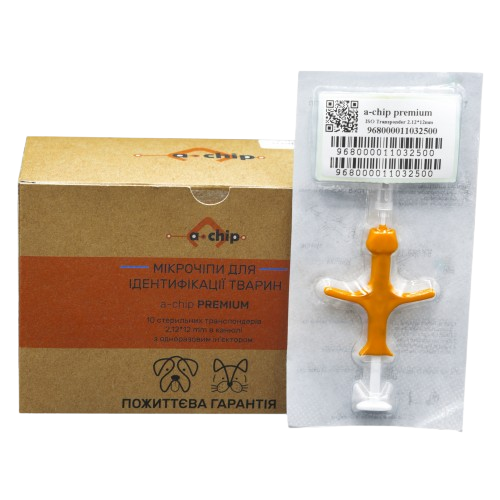 a·chip
a·chip
МІКРОЧІПИ ДЛЯ
ІДЕНТИФІКАЦІЇ ТВАРИН
a-chip PREMIUM
10 стерильних транспондерів
2,12*12 mm в канюлі
з одноразовим ін'єктором
ПОЖИТТЄВА ГАРАНТІЯ
a-chip premium
ISO Transponder 2.12*12mm
968000011032500
968000011032500
968000011032500